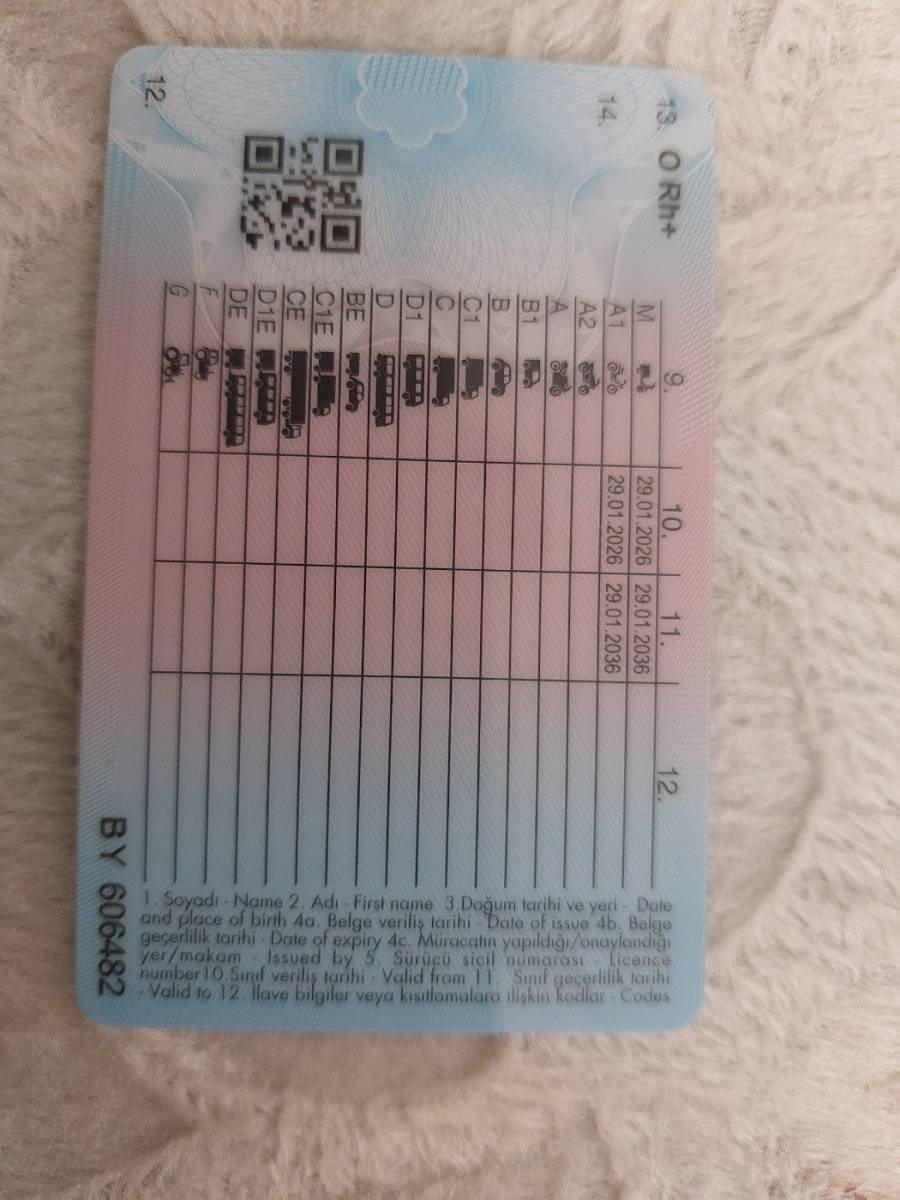 13. O Rh+
14.
12.
9. 10. 11. 12.
M 29.01.2026 29.01.2036
A1 29.01.2026 29.01.2036
A2
A
B1
B
C1
C
D1
D
BE
C1E
CE
D1E
DE
F
G
1. Soyadı - Name 2. Adı - First name 3.Doğum tarihi ve yeri - Date
and place of birth 4a. Belge veriliş tarihi - Date of issue 4b. Belge
geçerlilik tarihi - Date of expiry 4c. Müracatın yapıldığı/onaylandığı
yer/makam - Issued by 5. Sürücü sicil numarası - Licence
number10.Sınıf veriliş tarihi - Valid from 11. Sınıf geçerlilik tarihi
- Valid to 12. İlave bilgiler veya kısıtlamalara ilişkin kodlar - Codes
BY 606482